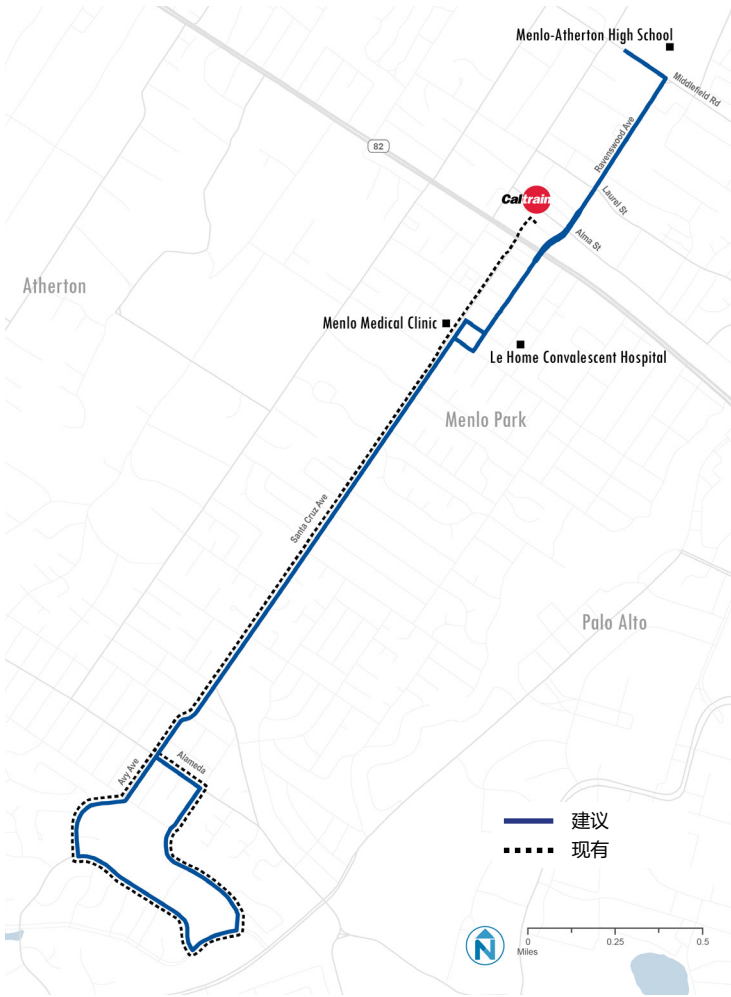 Menlo-Atherton High School
Middlefield Rd
82
Ravenswood Ave
Caltrain
Laurel St
Alma St
Atherton
Menlo Medical Clinic
Le Home Convalescent Hospital
Menlo Park
Santa Cruz Ave
Palo Alto
Avy Ave
Alameda
建议
现有
N
0 0.25 0.5
Miles